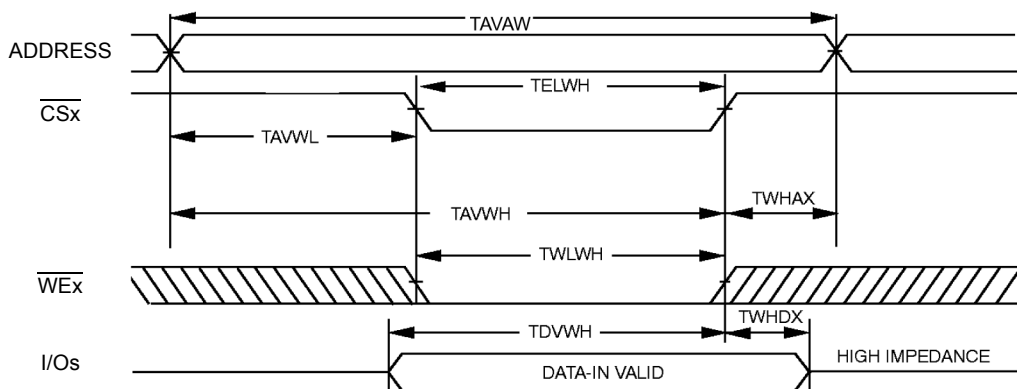 TAVAW
ADDRESS
TELWH
CSx
TAVWL
TAVWH
TWHAX
TWLWH
WEx
TDVWH
TWHDX
I/Os
DATA-IN VALID
HIGH IMPEDANCE